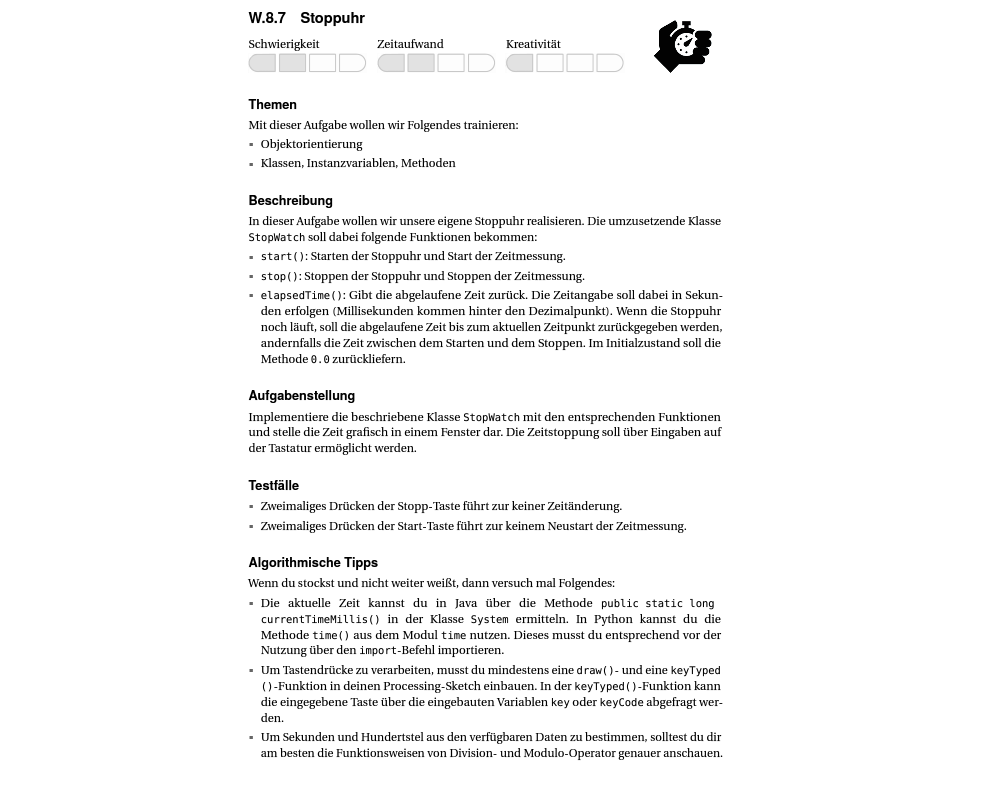 W.8.7 Stoppuhr
Schwierigkeit Zeitaufwand Kreativität
Themen
Mit dieser Aufgabe wollen wir Folgendes trainieren:
▪ Objektorientierung
▪ Klassen, Instanzvariablen, Methoden
Beschreibung
In dieser Aufgabe wollen wir unsere eigene Stoppuhr realisieren. Die umzusetzende Klasse
StopWatch soll dabei folgende Funktionen bekommen:
▪ start(): Starten der Stoppuhr und Start der Zeitmessung.
▪ stop(): Stoppen der Stoppuhr und Stoppen der Zeitmessung.
▪ elapsedTime(): Gibt die abgelaufene Zeit zurück. Die Zeitangabe soll dabei in Sekun-
den erfolgen (Millisekunden kommen hinter den Dezimalpunkt). Wenn die Stoppuhr
noch läuft, soll die abgelaufene Zeit bis zum aktuellen Zeitpunkt zurückgegeben werden,
andernfalls die Zeit zwischen dem Starten und dem Stoppen. Im Initialzustand soll die
Methode 0.0 zurückliefern.
Aufgabenstellung
Implementiere die beschriebene Klasse StopWatch mit den entsprechenden Funktionen
und stelle die Zeit grafisch in einem Fenster dar. Die Zeitstoppung soll über Eingaben auf
der Tastatur ermöglicht werden.
Testfälle
▪ Zweimaliges Drücken der Stopp-Taste führt zur keiner Zeitänderung.
▪ Zweimaliges Drücken der Start-Taste führt zur keinem Neustart der Zeitmessung.
Algorithmische Tipps
Wenn du stockst und nicht weiter weißt, dann versuch mal Folgendes:
▪ Die aktuelle Zeit kannst du in Java über die Methode public static long
currentTimeMillis() in der Klasse System ermitteln. In Python kannst du die
Methode time() aus dem Modul time nutzen. Dieses musst du entsprechend vor der
Nutzung über den import-Befehl importieren.
▪ Um Tastendrücke zu verarbeiten, musst du mindestens eine draw()- und eine keyTyped
()-Funktion in deinen Processing-Sketch einbauen. In der keyTyped()-Funktion kann
die eingegebene Taste über die eingebauten Variablen key oder keyCode abgefragt wer-
den.
▪ Um Sekunden und Hundertstel aus den verfügbaren Daten zu bestimmen, solltest du dir
am besten die Funktionsweisen von Division- und Modulo-Operator genauer anschauen.